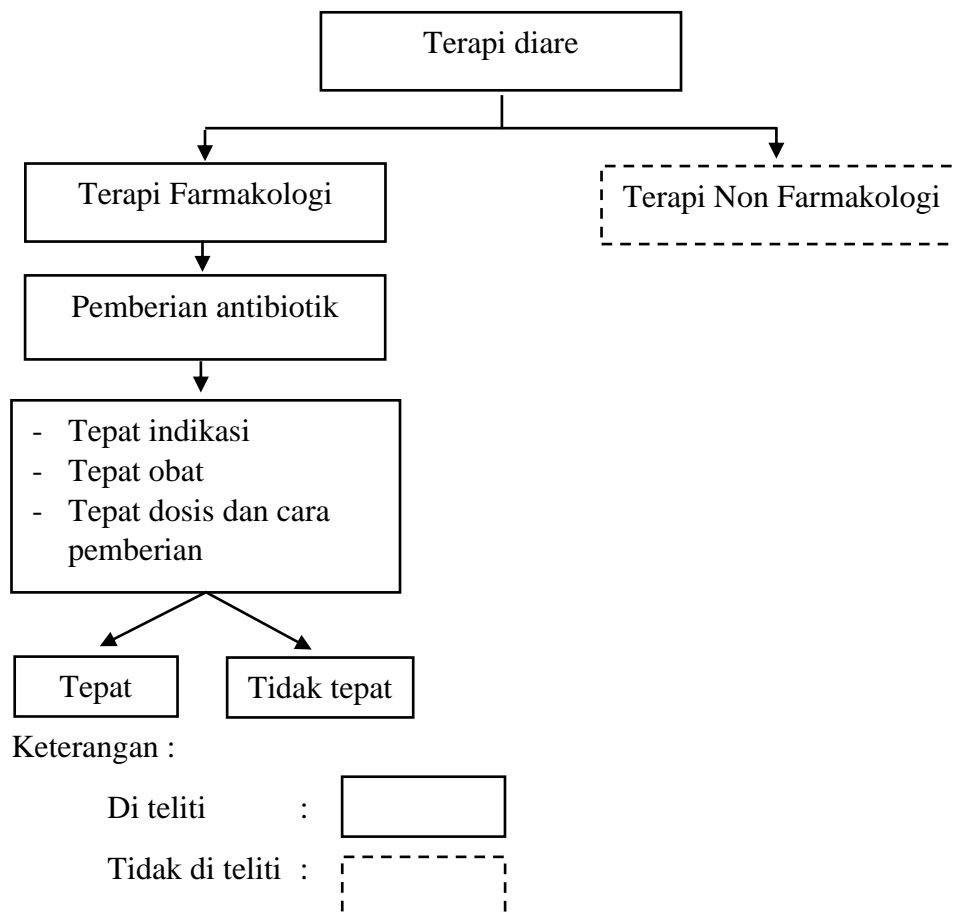 Terapi diare
Terapi Farmakologi
Terapi Non Farmakologi
Pemberian antibiotik
- Tepat indikasi
- Tepat obat
- Tepat dosis dan cara
pemberian
Tepat
Tidak tepat
Keterangan :
Di teliti :
Tidak di teliti :